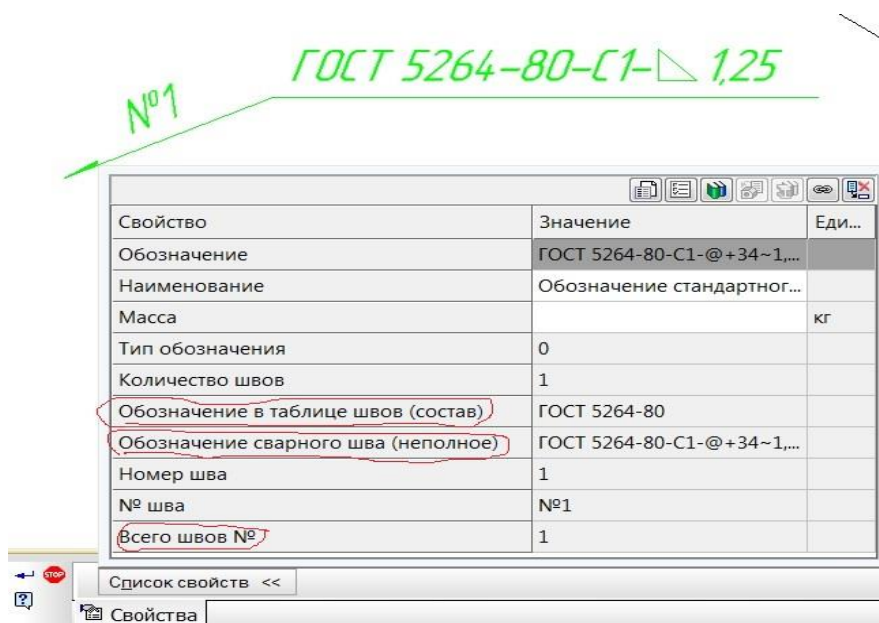 ГОСТ 5264-80-С1-◺ 1,25
№1
Свойство Значение Еди...
Обозначение ГОСТ 5264-80-С1-@+34~1,...
Наименование Обозначение стандартног...
Масса кг
Тип обозначения 0
Количество швов 1
Обозначение в таблице швов (состав) ГОСТ 5264-80
Обозначение сварного шва (неполное) ГОСТ 5264-80-С1-@+34~1,...
Номер шва 1
№ шва №1
Всего швов № 1
STOP
Список свойств <<
Свойства